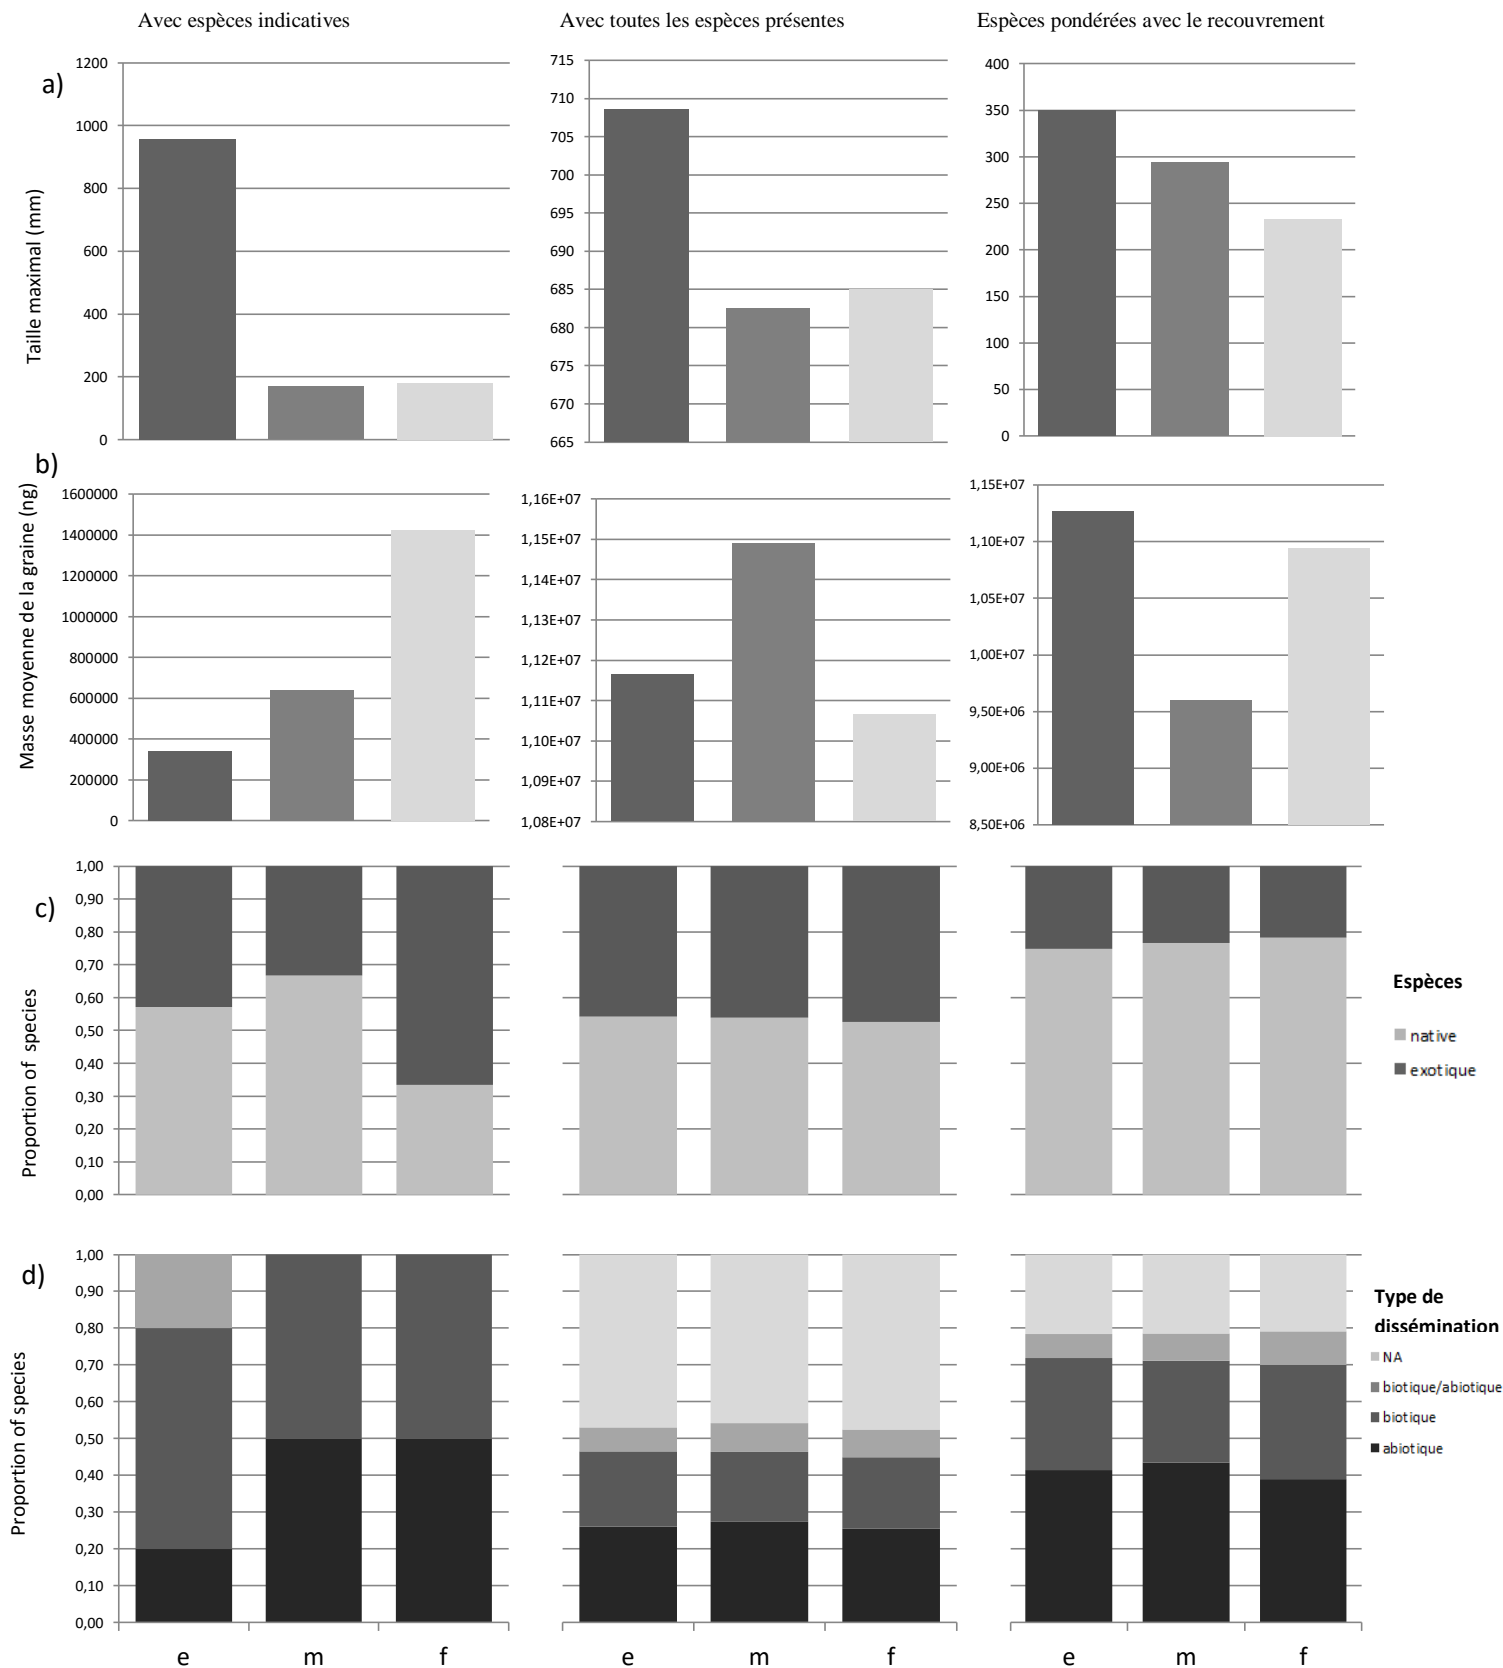 Avec espèces indicatives
Avec toutes les espèces présentes
Espèces pondérées avec le recouvrement
a)
Taille maximal (mm)
1200
1000
800
600
400
200
0
715
710
705
700
695
690
685
680
675
670
665
400
350
300
250
200
150
100
50
0
b)
Masse moyenne de la graine (ng)
1600000
1400000
1200000
1000000
800000
600000
400000
200000
0
1,16E+07
1,15E+07
1,14E+07
1,13E+07
1,12E+07
1,11E+07
1,10E+07
1,09E+07
1,08E+07
1,15E+07
1,10E+07
1,05E+07
1,00E+07
9,50E+06
9,00E+06
8,50E+06
c)
Proportion of species
1,00
0,90
0,80
0,70
0,60
0,50
0,40
0,30
0,20
0,10
0,00
Espèces
native
exotique
d)
Proportion of species
1,00
0,90
0,80
0,70
0,60
0,50
0,40
0,30
0,20
0,10
0,00
e m f
e m f
e m f
Type de
dissémination
NA
biotique/abiotique
biotique
abiotique